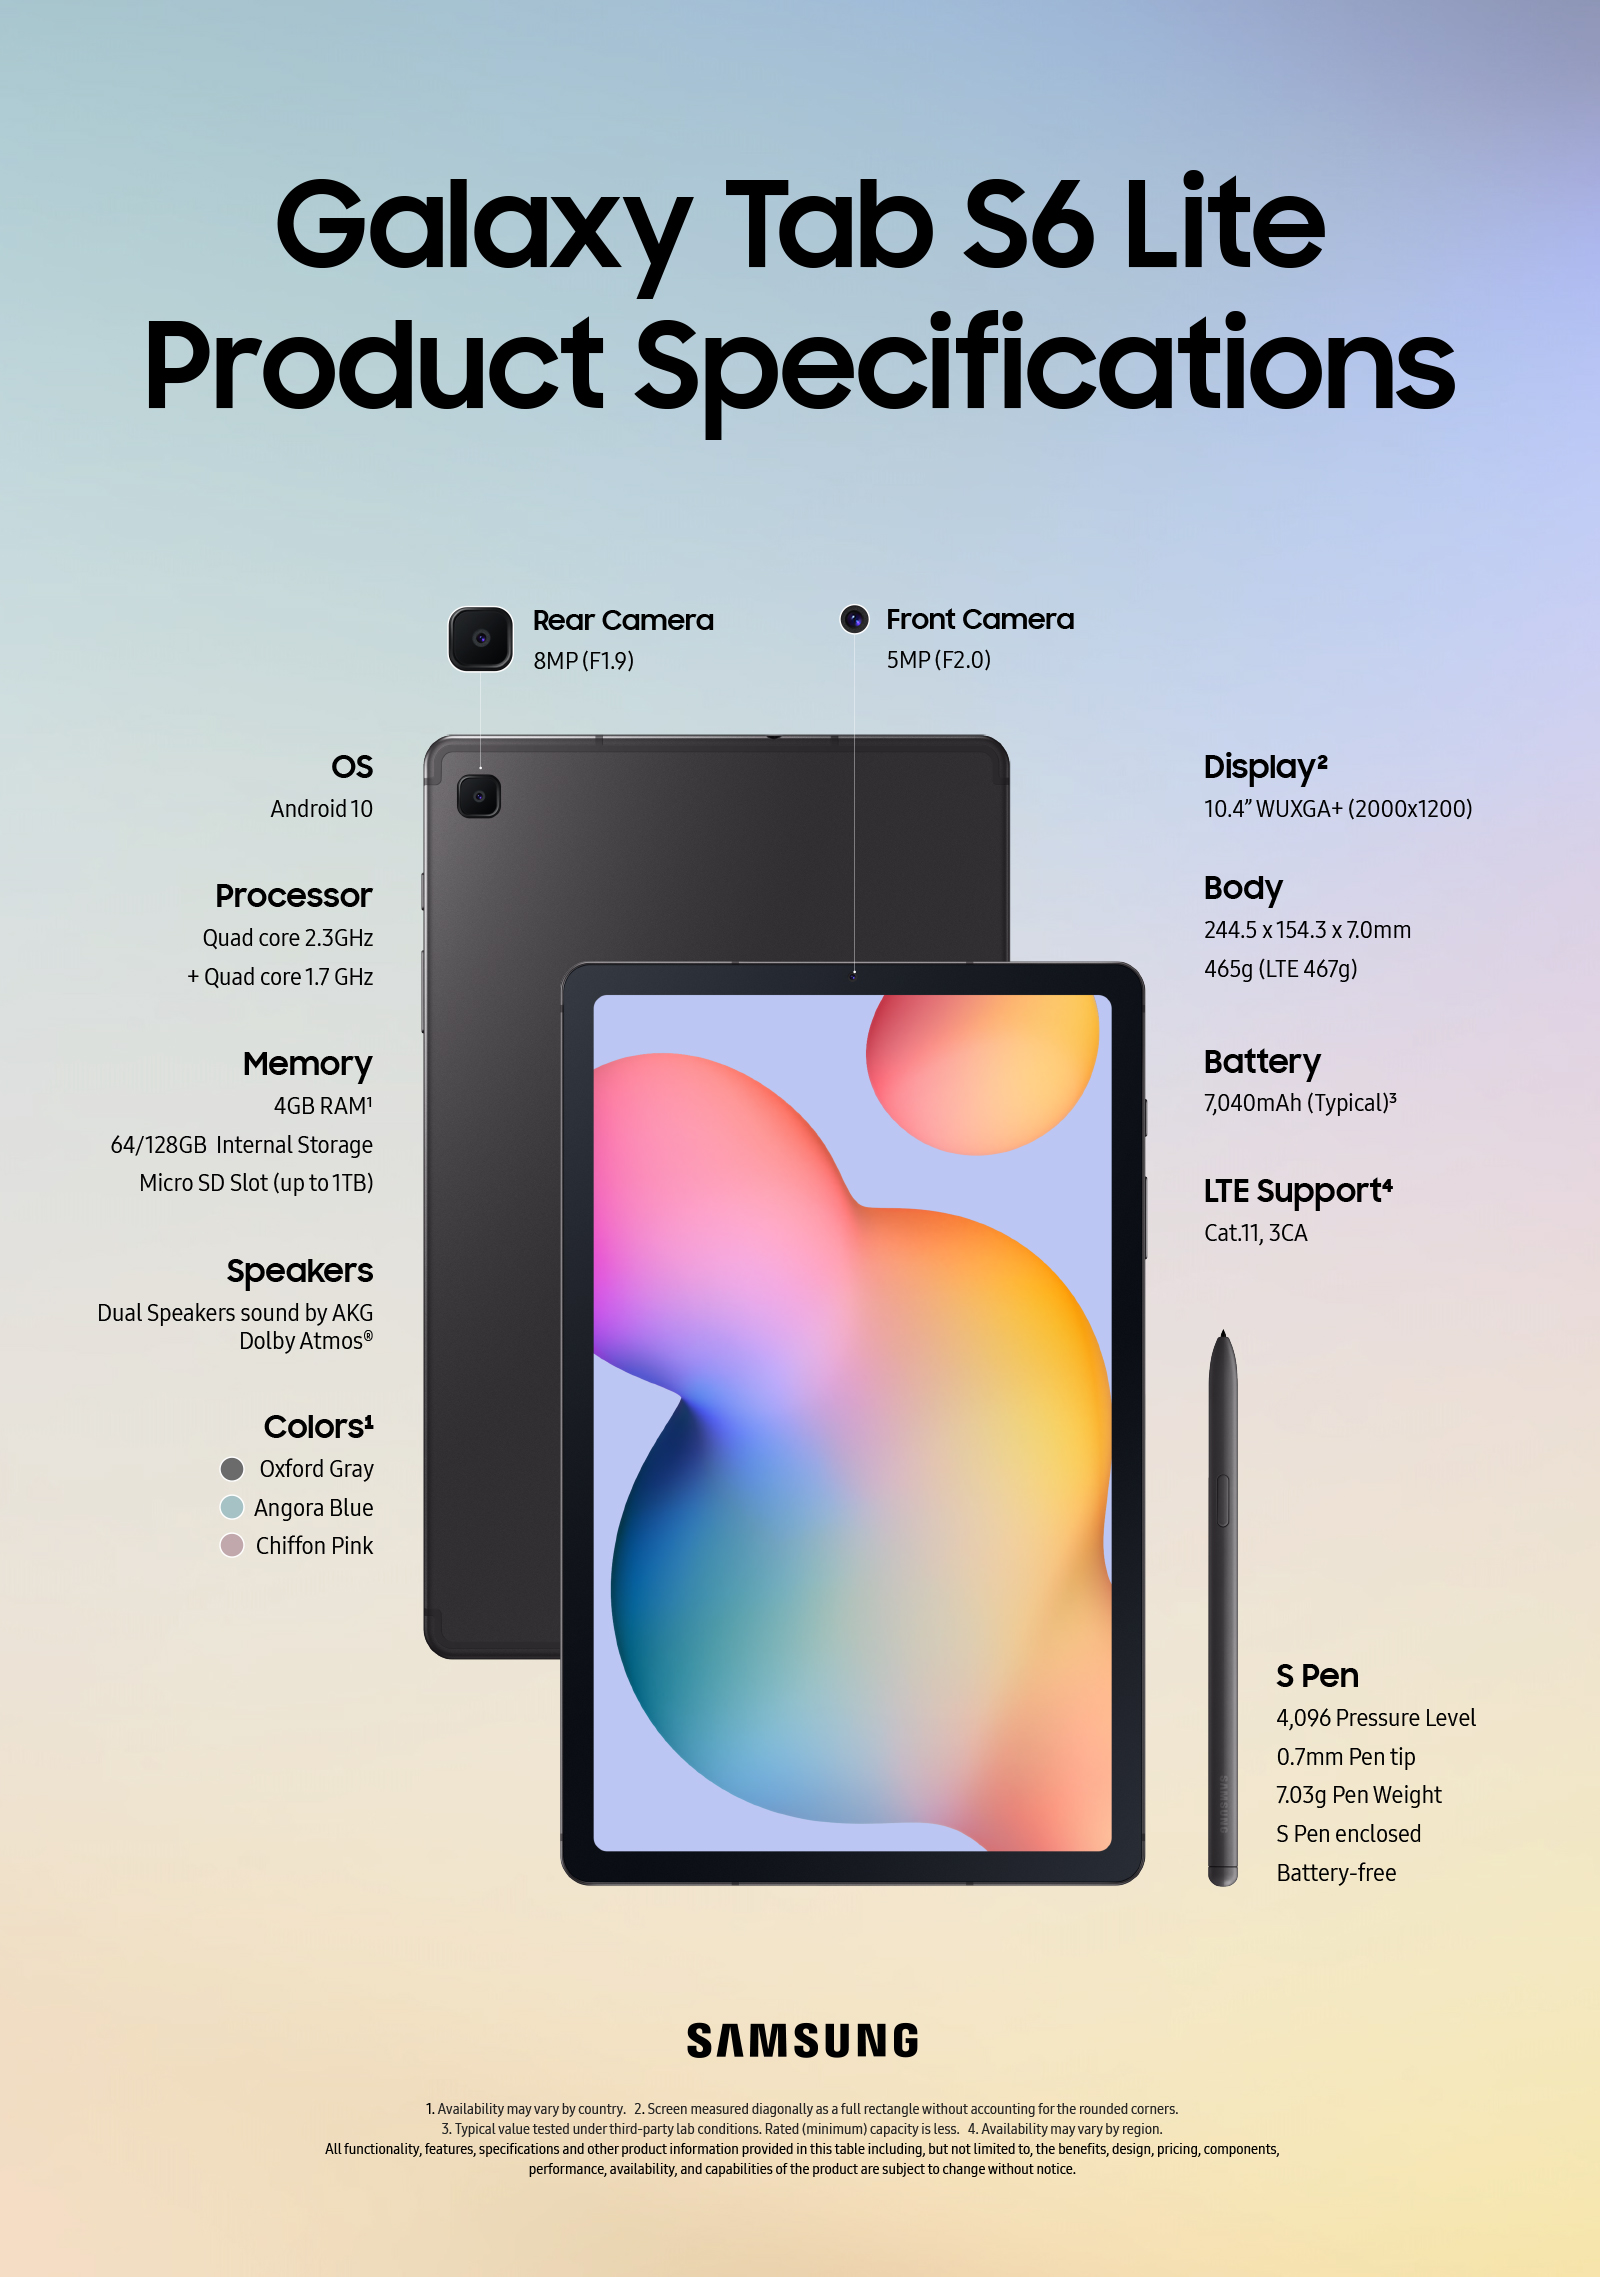 Galaxy Tab S6 Lite
Product Specifications
Rear Camera
8MP (F1.9)
Front Camera
5MP (F2.0)
OS
Android 10
Processor
Quad core 2.3GHz
+ Quad core 1.7 GHz
Memory
4GB RAM¹
64/128GB Internal Storage
Micro SD Slot (up to 1TB)
Speakers
Dual Speakers sound by AKG
Dolby Atmos®
Colors¹
Oxford Gray
Angora Blue
Chiffon Pink
Display²
10.4” WUXGA+ (2000x1200)
Body
244.5 x 154.3 x 7.0mm
465g (LTE 467g)
Battery
7,040mAh (Typical)³
LTE Support⁴
Cat.11, 3CA
SAMSUNG
S Pen
4,096 Pressure Level
0.7mm Pen tip
7.03g Pen Weight
S Pen enclosed
Battery-free
SAMSUNG
1. Availability may vary by country. 2. Screen measured diagonally as a full rectangle without accounting for the rounded corners.
3. Typical value tested under third-party lab conditions. Rated (minimum) capacity is less. 4. Availability may vary by region.
All functionality, features, specifications and other product information provided in this table including, but not limited to, the benefits, design, pricing, components,
performance, availability, and capabilities of the product are subject to change without notice.